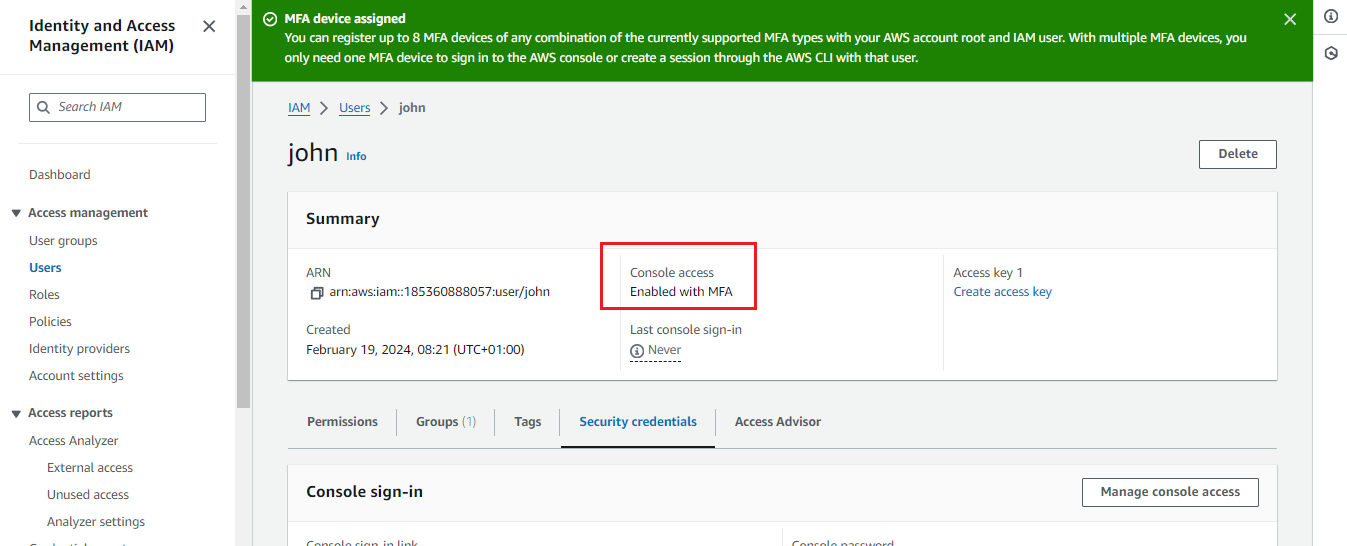 Identity and Access
Management (IAM)
Search IAM
Dashboard
Access management
User groups
Users
Roles
Policies
Identity providers
Account settings
Access reports
Access Analyzer
External access
Unused access
Analyzer settings
MFA device assigned
You can register up to 8 MFA devices of any combination of the currently supported MFA types with your AWS account root and IAM user. With multiple MFA devices, you
only need one MFA device to sign in to the AWS console or create a session through the AWS CLI with that user.
IAM > Users > john
john Info
Delete
Summary
ARN
arn:aws:iam::185360888057:user/john
Console access
Enabled with MFA
Access key 1
Create access key
Created
February 19, 2024, 08:21 (UTC+01:00)
Last console sign-in
Never
Permissions
Groups (1)
Tags
Security credentials
Access Advisor
Console sign-in
Manage console access
Console sign-in link
Console password